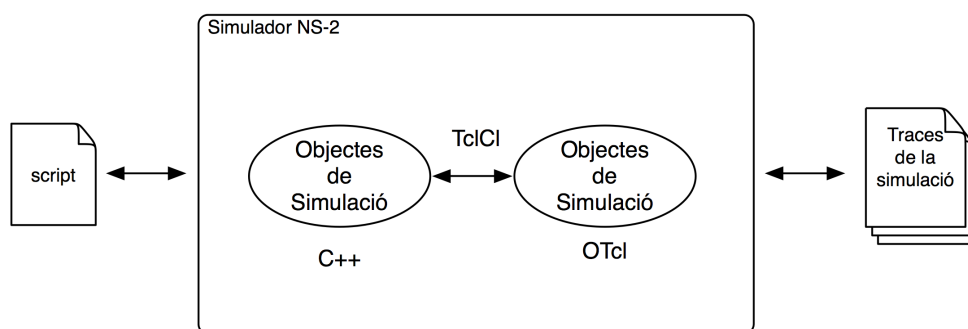 Simulador NS-2
script
Objectes
de
Simulació
C++
TclCl
Objectes
de
Simulació
OTcl
Traces
de la
simulació